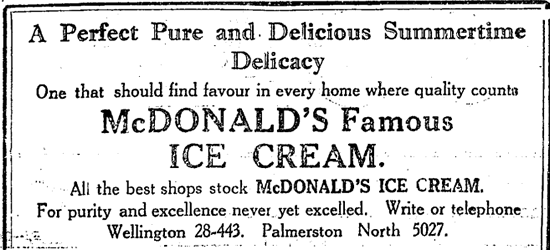 A Perfect Pure and Delicious Summertime
Delicacy
One that should find favour in every home where quality counts
McDONALD'S Famous
ICE CREAM.
All the best shops stock McDONALD'S ICE CREAM.
For purity and excellence never yet excelled. Write or telephone
Wellington 28-443. Palmerston North 5027.